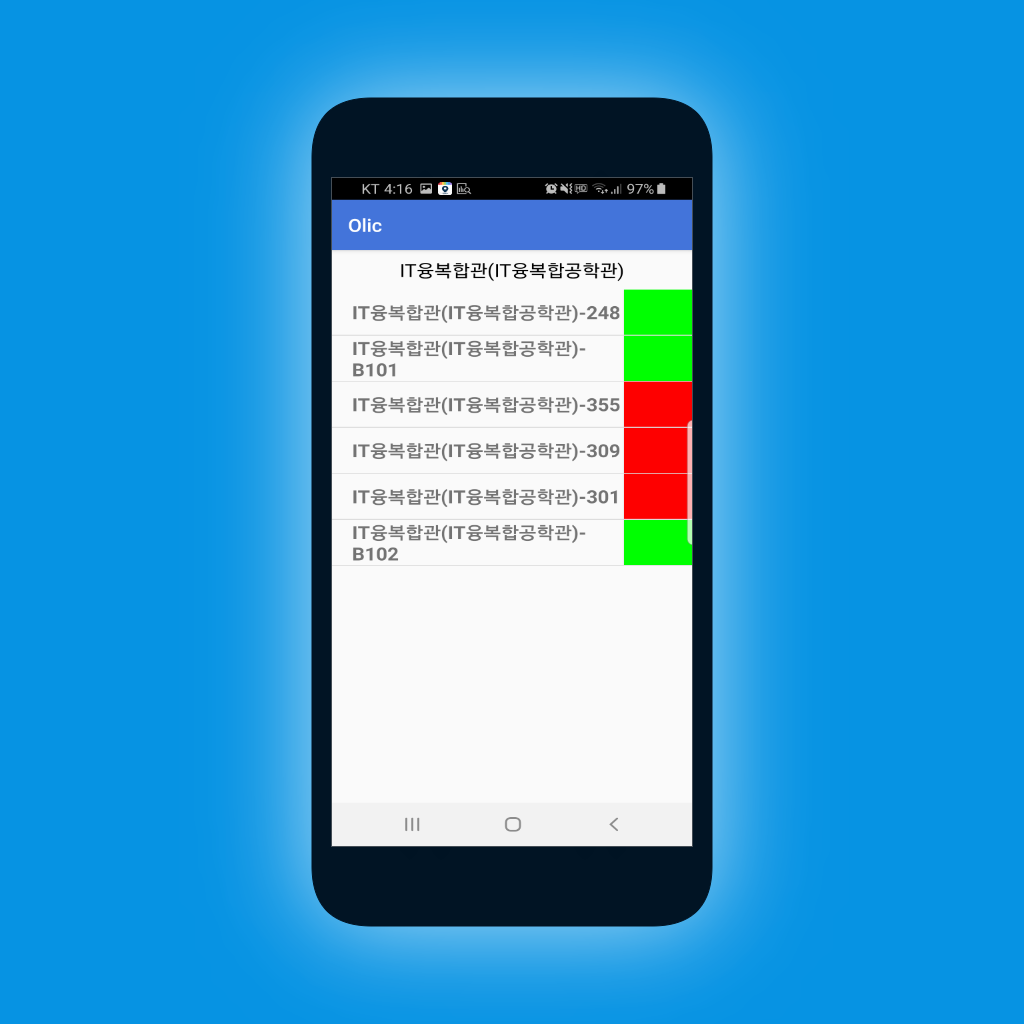 KT 4:16 97%
Olic
IT융복합관(IT융복합공학관)
IT융복합관(IT융복합공학관)-248
IT융복합관(IT융복합공학관)-
B101
IT융복합관(IT융복합공학관)-355
IT융복합관(IT융복합공학관)-309
IT융복합관(IT융복합공학관)-301
IT융복합관(IT융복합공학관)-
B102